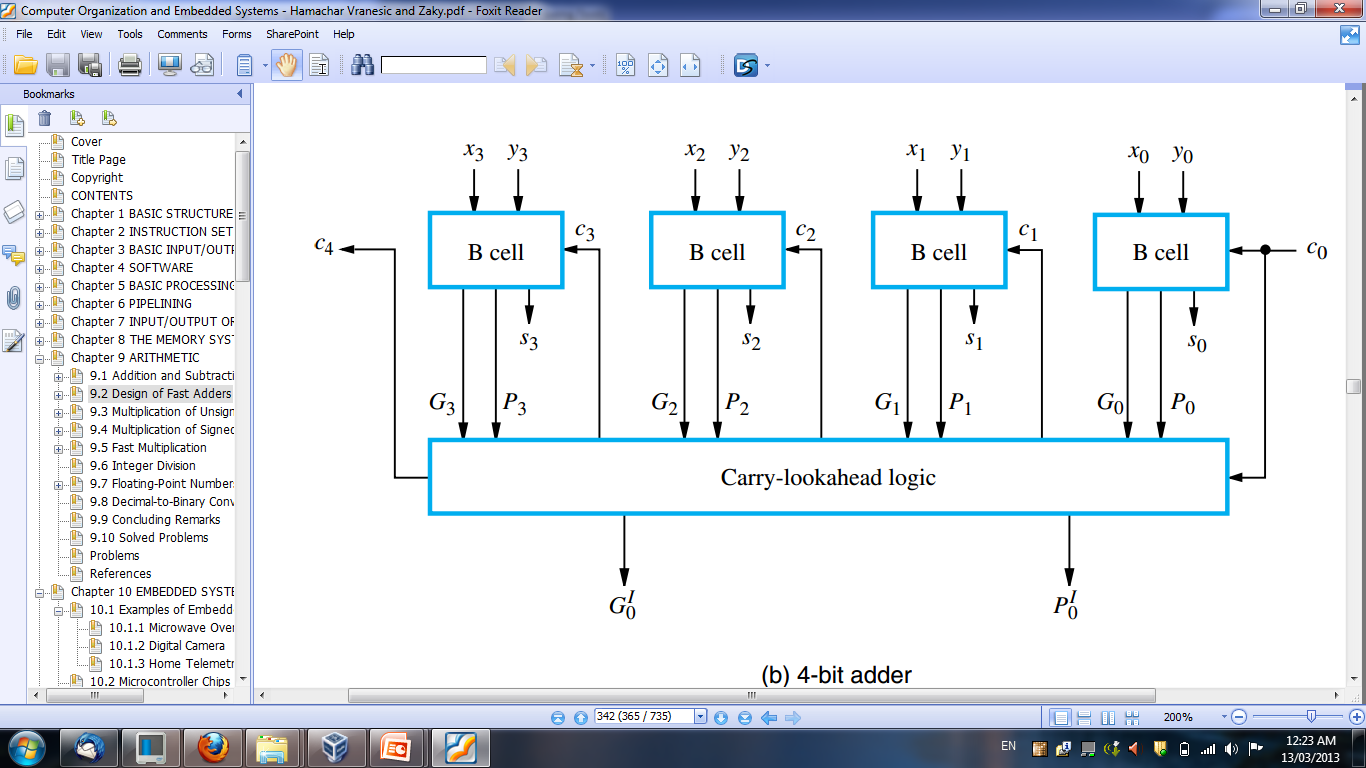 Computer Organization and Embedded Systems - Hamachar Vranesic and Zaky.pdf - Foxit Reader
File Edit View Tools Comments Forms SharePoint Help
Bookmarks
Cover
Title Page
Copyright
CONTENTS
Chapter 1 BASIC STRUCTURE
Chapter 2 INSTRUCTION SET
Chapter 3 BASIC INPUT/OUTP
Chapter 4 SOFTWARE
Chapter 5 BASIC PROCESSING
Chapter 6 PIPELINING
Chapter 7 INPUT/OUTPUT OR
Chapter 8 THE MEMORY SYS
Chapter 9 ARITHMETIC
9.1 Addition and Subtracti
9.2 Design of Fast Adders
9.3 Multiplication of Unsign
9.4 Multiplication of Signed
9.5 Fast Multiplication
9.6 Integer Division
9.7 Floating-Point Number
9.8 Decimal-to-Binary Conv
9.9 Concluding Remarks
9.10 Solved Problems
Problems
References
Chapter 10 EMBEDDED SYSTE
10.1 Examples of Embedd
10.1.1 Microwave Over
10.1.2 Digital Camera
10.1.3 Home Telemetr
10.2 Microcontroller Chips
x3 y3 x2 y2 x1 y1 x0 y0
c4 B cell c3 B cell c2 B cell c1 B cell c0
s3 s2 s1 s0
G3 P3 G2 P2 G1 P1 G0 P0
Carry-lookahead logic
G0I P0I
(b) 4-bit adder
342 (365 / 735)
200%
EN
12:23 AM
13/03/2013